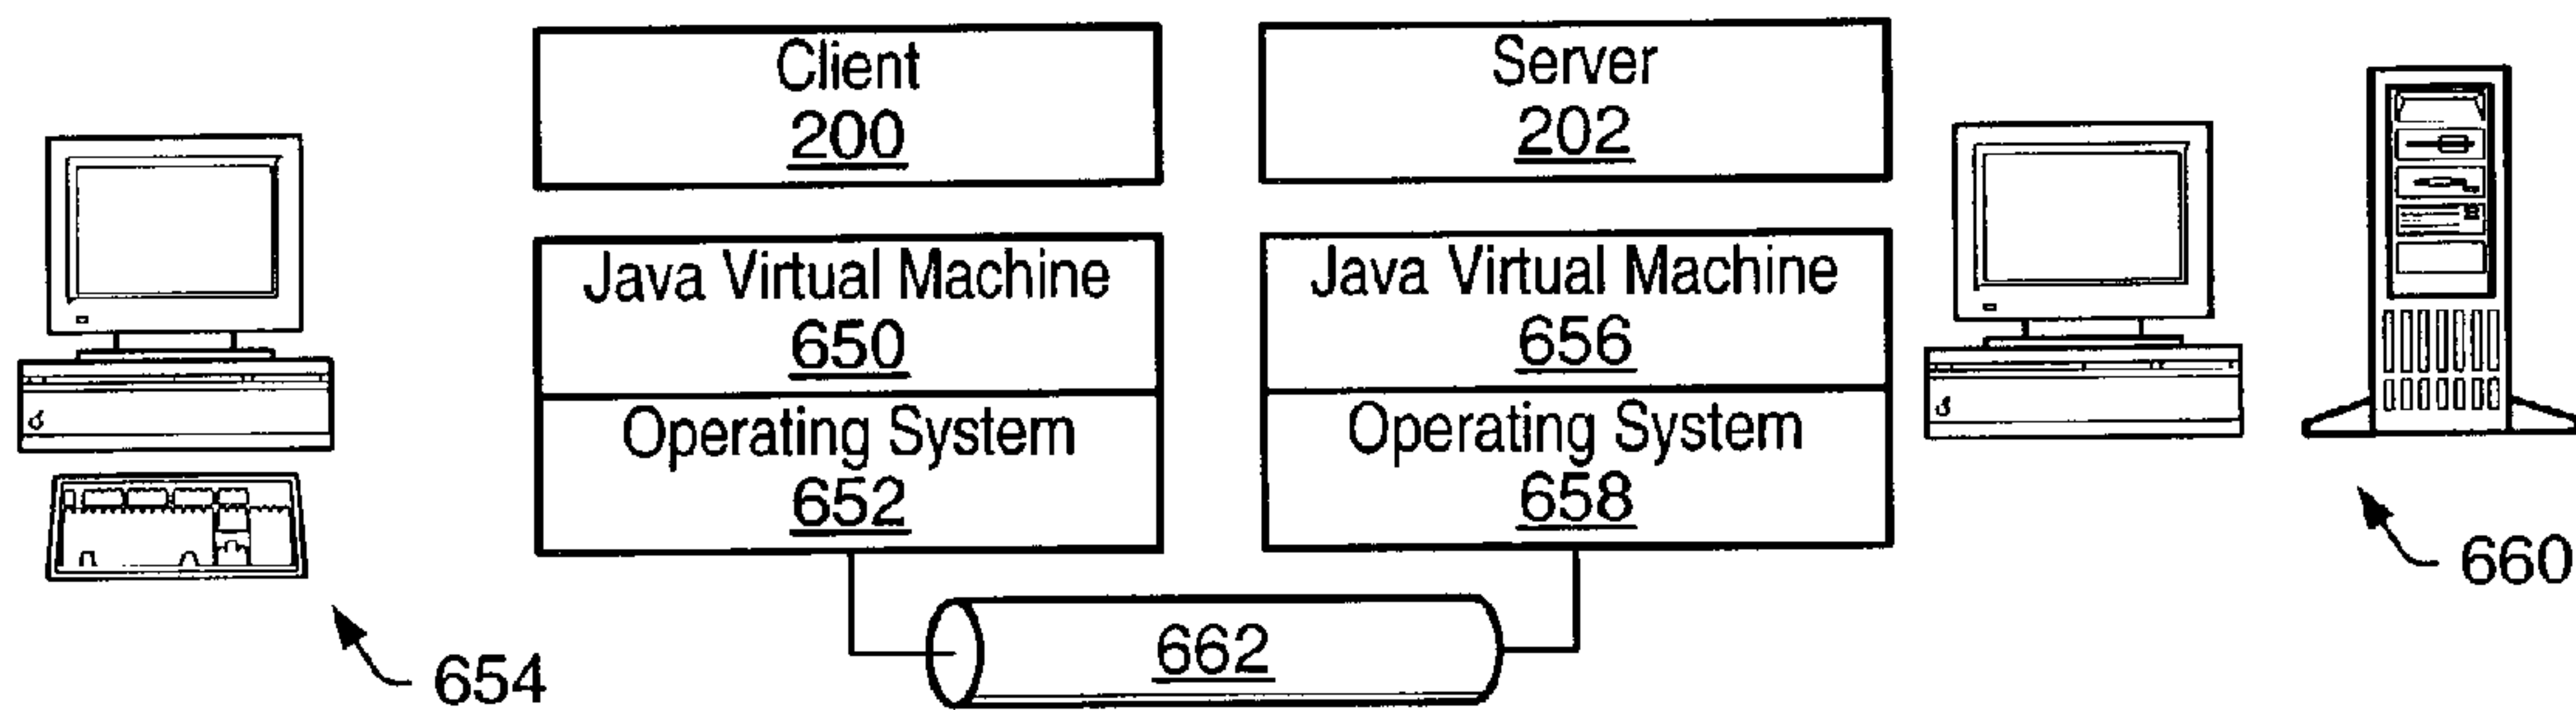 Client
200
Server
202
Java Virtual Machine
650
Java Virtual Machine
656
Operating System
652
Operating System
658
660
654
662